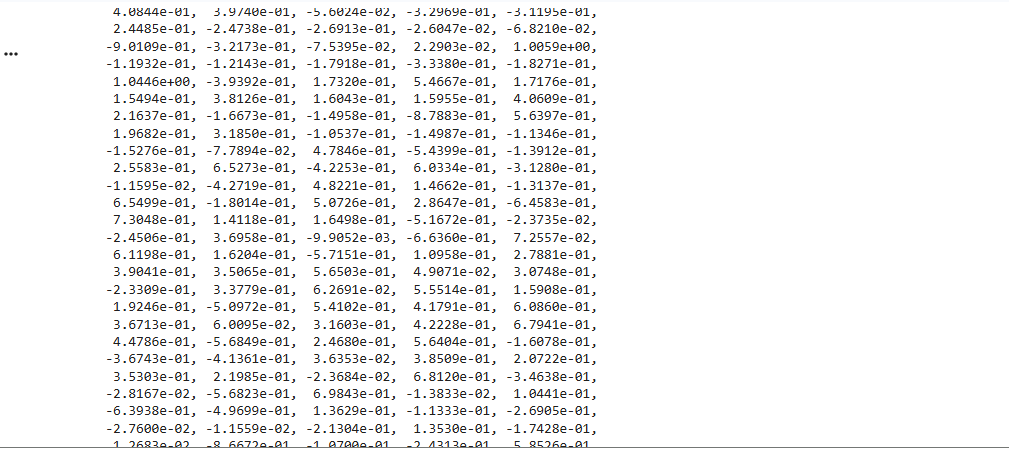 4.0844e-01, 3.9740e-01, -5.6024e-02, -3.2969e-01, -3.1195e-01,
2.4485e-01, -2.4738e-01, -2.6913e-01, -2.6047e-02, -6.8210e-02,
-9.0109e-01, -3.2173e-01, -7.5395e-02, 2.2903e-02, 1.0059e+00,
...
-1.1932e-01, -1.2143e-01, -1.7918e-01, -3.3380e-01, -1.8271e-01,
1.0446e+00, -3.9392e-01, 1.7320e-01, 5.4667e-01, 1.7176e-01,
1.5494e-01, 3.8126e-01, 1.6043e-01, 1.5955e-01, 4.0609e-01,
2.1637e-01, -1.6673e-01, -1.4958e-01, -8.7883e-01, 5.6397e-01,
1.9682e-01, 3.1850e-01, -1.0537e-01, -1.4987e-01, -1.1346e-01,
-1.5276e-01, -7.7894e-02, 4.7846e-01, -5.4399e-01, -1.3912e-01,
2.5583e-01, 6.5273e-01, -4.2253e-01, 6.0334e-01, -3.1280e-01,
-1.1595e-02, -4.2719e-01, 4.8221e-01, 1.4662e-01, -1.3137e-01,
6.5499e-01, -1.8014e-01, 5.0726e-01, 2.8647e-01, -6.4583e-01,
7.3048e-01, 1.4118e-01, 1.6498e-01, -5.1672e-01, -2.3735e-02,
-2.4506e-01, 3.6958e-01, -9.9052e-03, -6.6360e-01, 7.2557e-02,
6.1198e-01, 1.6204e-01, -5.7151e-01, 1.0958e-01, 2.7881e-01,
3.9041e-01, 3.5065e-01, 5.6503e-01, 4.9071e-02, 3.0748e-01,
-2.3309e-01, 3.3779e-01, 6.2691e-02, 5.5514e-01, 1.5908e-01,
1.9246e-01, -5.0972e-01, 5.4102e-01, 4.1791e-01, 6.0860e-01,
3.6713e-01, 6.0095e-02, 3.1603e-01, 4.2228e-01, 6.7941e-01,
4.4786e-01, -5.6849e-01, 2.4680e-01, 5.6404e-01, -1.6078e-01,
-3.6743e-01, -4.1361e-01, 3.6353e-02, 3.8509e-01, 2.0722e-01,
3.5303e-01, 2.1985e-01, -2.3684e-02, 6.8120e-01, -3.4638e-01,
-2.8167e-02, -5.6823e-01, 6.9843e-01, -1.3833e-02, 1.0441e-01,
-6.3938e-01, -4.9699e-01, 1.3629e-01, -1.1333e-01, -2.6905e-01,
-2.7600e-02, -1.1559e-02, -2.1304e-01, 1.3530e-01, -1.7428e-01,
1.2683e-02, -8.6672e-01, -1.0700e-01, -2.4313e-01, 5.8526e-01,